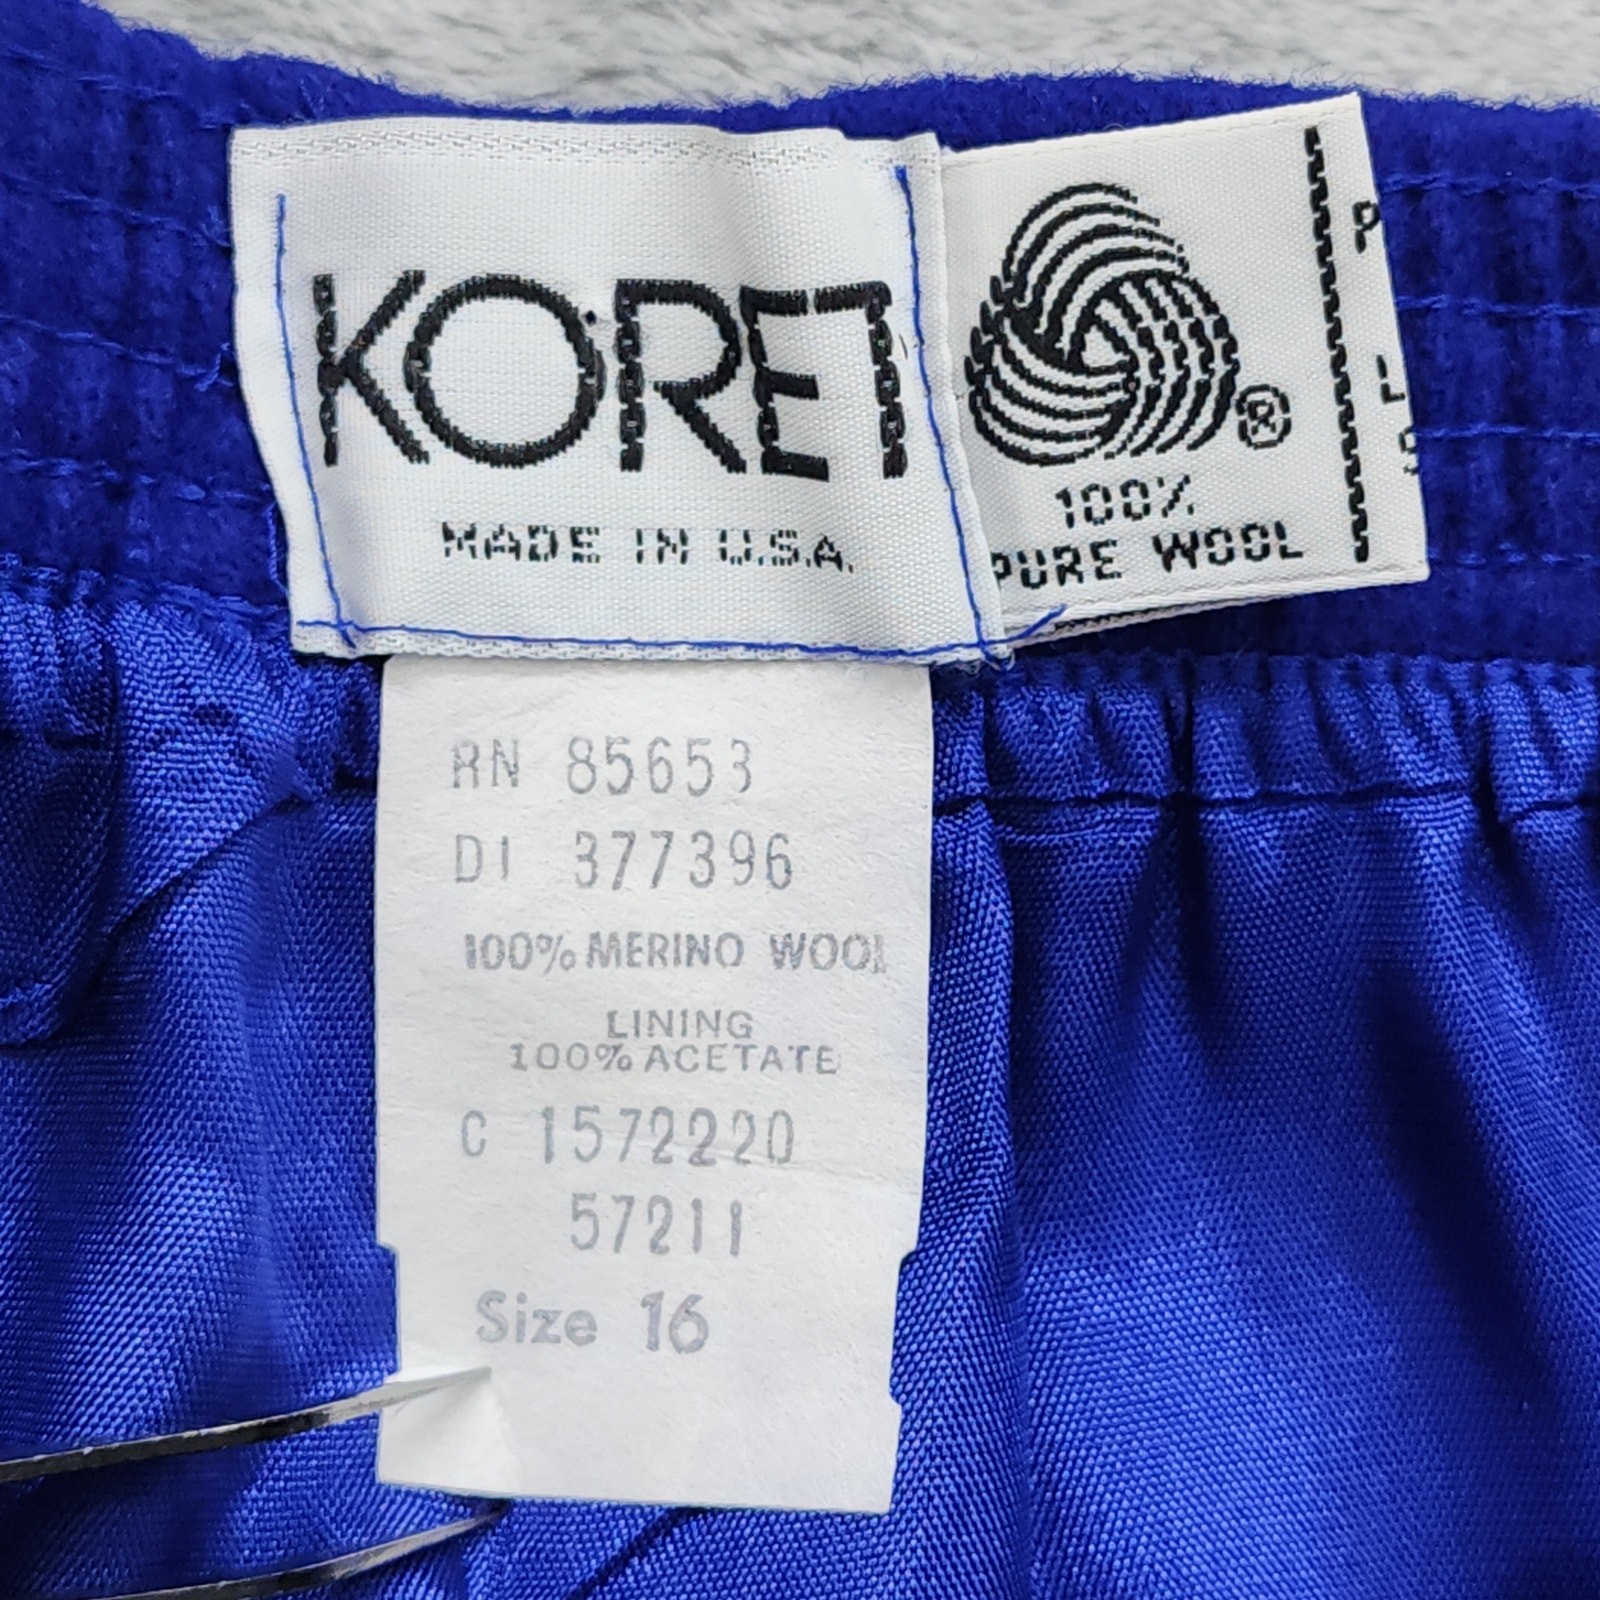 KORET
MADE IN U.S.A.
®
100%
PURE WOOL
RN 85653
DI 377396
100% MERINO WOOL
LINING
100% ACETATE
C 1572220
57211
Size 16